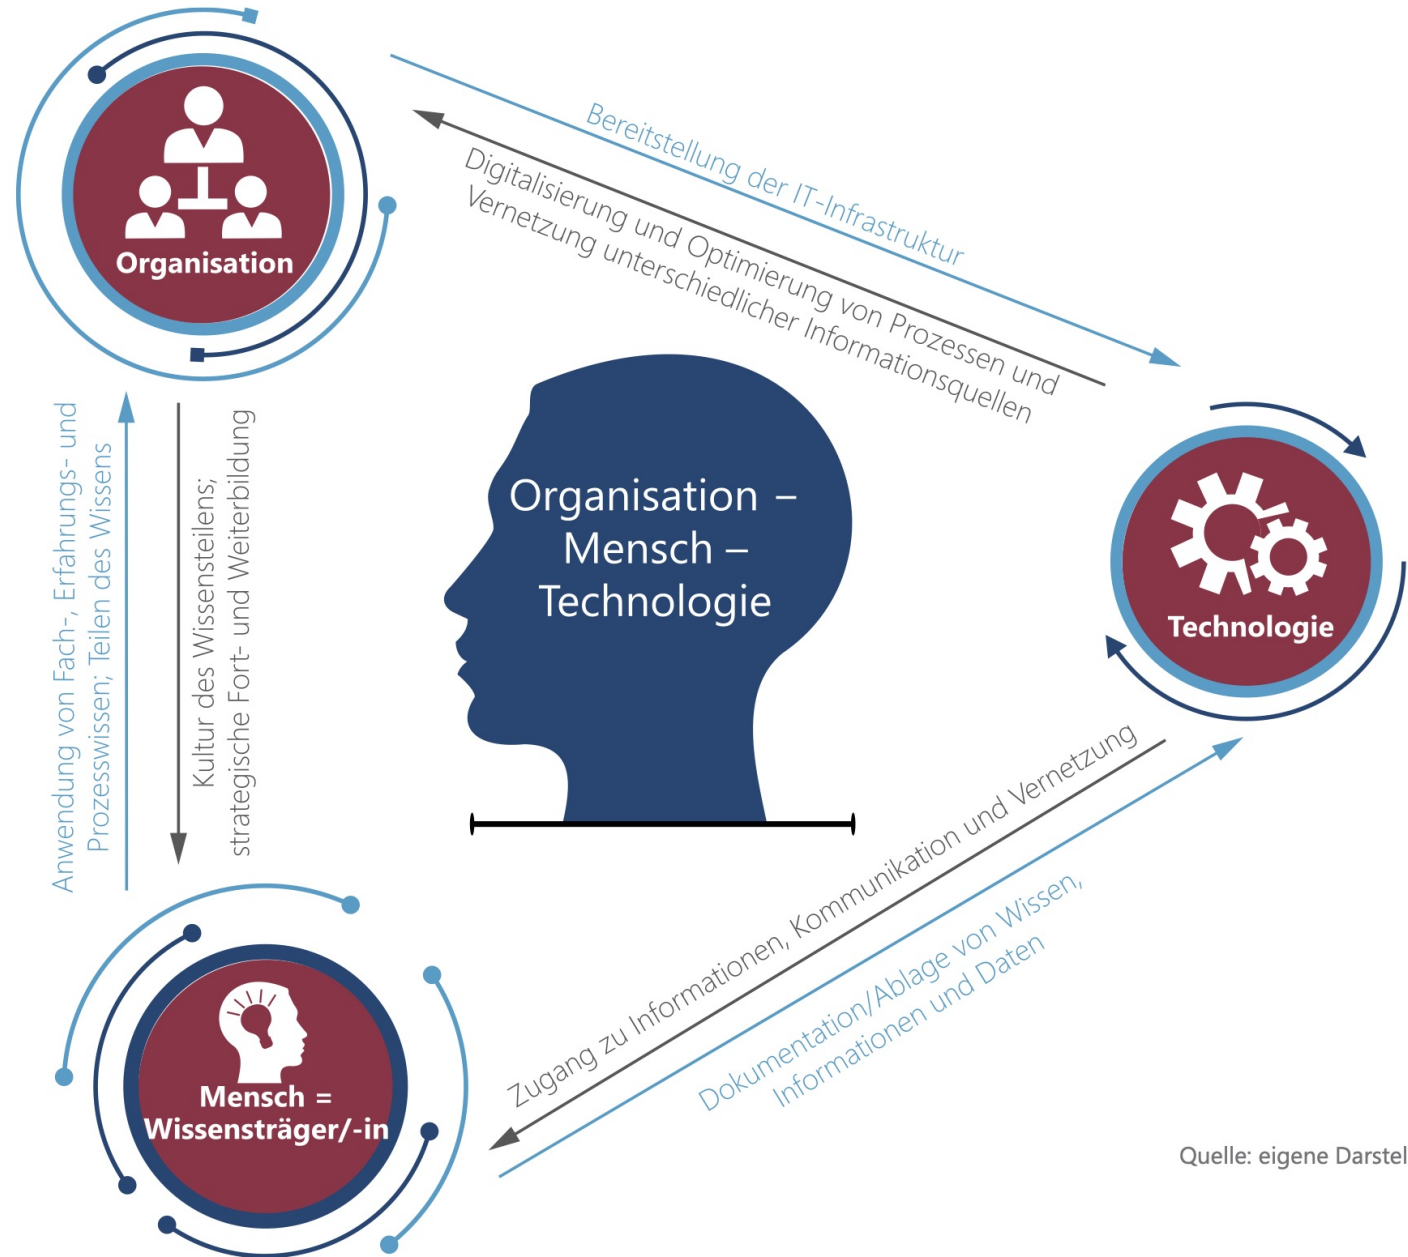 Organisation
Bereitstellung der IT-Infrastruktur
Digitalisierung und Optimierung von Prozessen und
Vernetzung unterschiedlicher Informationsquellen
Anwendung von Fach-, Erfahrungs- und
Prozesswissen; Teilen des Wissens
Kultur des Wissensteilens;
strategische Fort- und Weiterbildung
Organisation –
Mensch –
Technologie
Technologie
Zugang zu Informationen, Kommunikation und Vernetzung
Dokumentation/Ablage von Wissen,
Informationen und Daten
Mensch =
Wissensträger/-in
Quelle: eigene Darstel